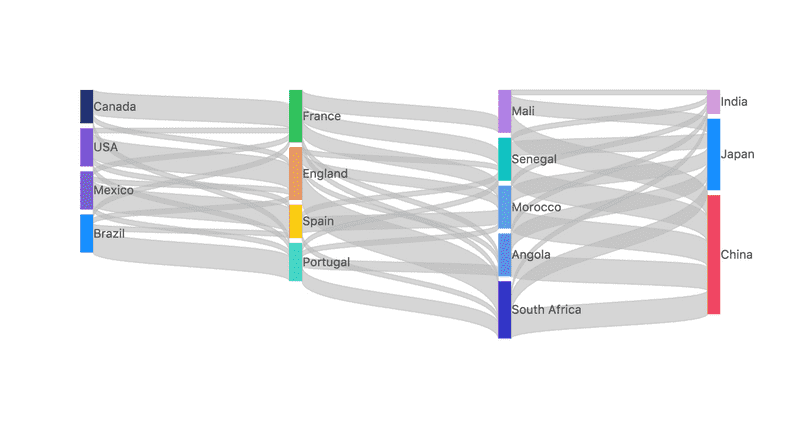 Canada
USA
Mexico
Brazil
France
England
Spain
Portugal
Mali
Senegal
Morocco
Angola
South Africa
India
Japan
China